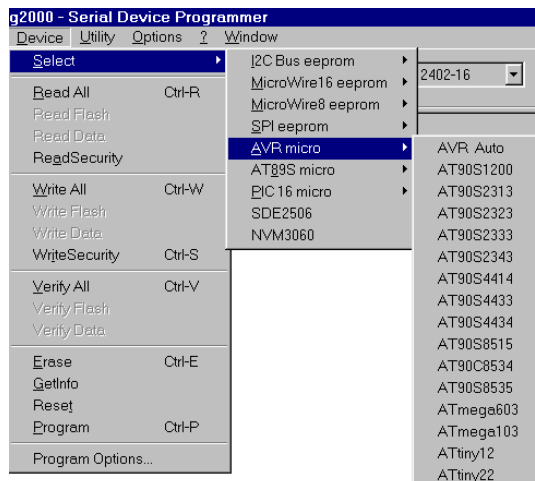 g2000 - Serial Device Programmer
Device Utility Options ? Window
Select
Read All Ctrl-R
Read Flash
Read Data
ReadSecurity
Write All Ctrl-W
Write Flash
Write Data
WriteSecurity Ctrl-S
Verify All Ctrl-V
Verify Flash
Verify Data
Erase Ctrl-E
GetInfo
Reset
Program Ctrl-P
Program Options...
I2C Bus eeprom
MicroWire16 eeprom
MicroWire8 eeprom
SPI eeprom
AVR micro
AT89S micro
PIC 16 micro
SDE2506
NVM3060
2402-16
AVR Auto
AT90S1200
AT90S2313
AT90S2323
AT90S2333
AT90S2343
AT90S4414
AT90S4433
AT90S4434
AT90S8515
AT90C8534
AT90S8535
ATmega603
ATmega103
ATtiny12
ATtiny22